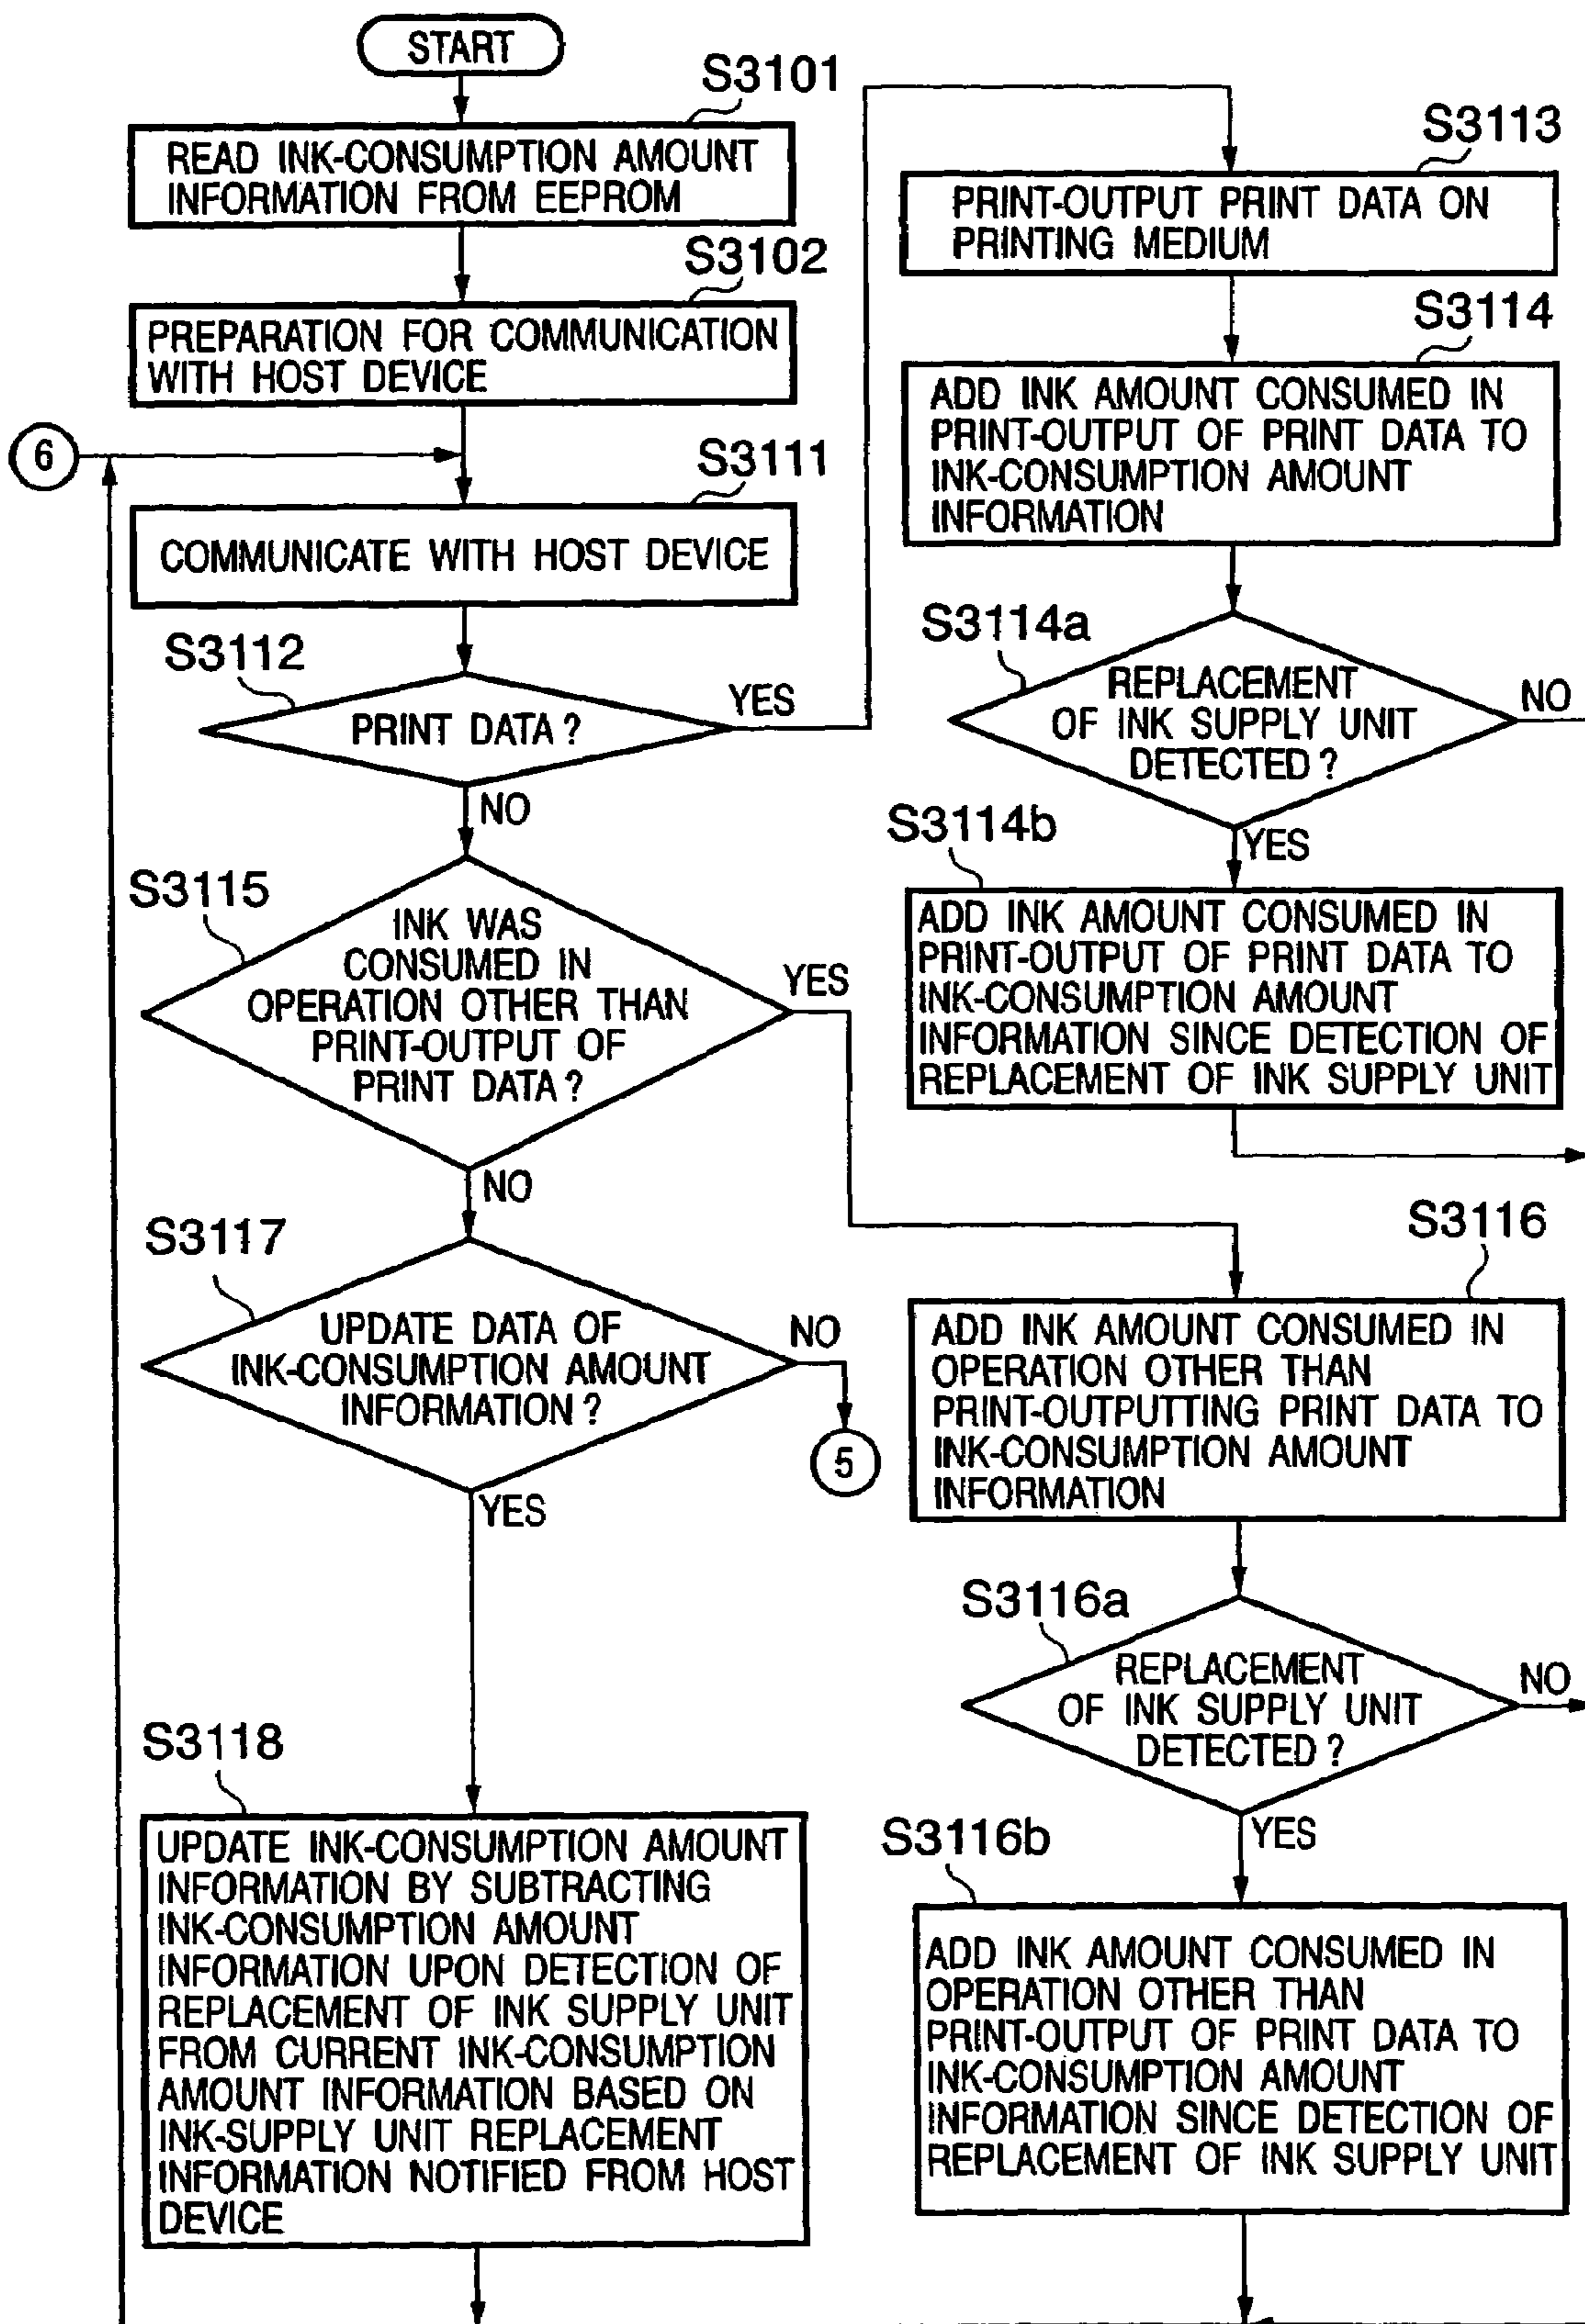 START
S3101
READ INK-CONSUMPTION AMOUNT
INFORMATION FROM EEPROM
S3102
PREPARATION FOR COMMUNICATION
WITH HOST DEVICE
6
S3111
COMMUNICATE WITH HOST DEVICE
S3112
PRINT DATA?
YES
NO
S3115
INK WAS
CONSUMED IN
OPERATION OTHER THAN
PRINT-OUTPUT OF
PRINT DATA?
YES
NO
S3117
UPDATE DATA OF
INK-CONSUMPTION AMOUNT
INFORMATION?
NO
5
YES
S3118
UPDATE INK-CONSUMPTION AMOUNT
INFORMATION BY SUBTRACTING
INK-CONSUMPTION AMOUNT
INFORMATION UPON DETECTION OF
REPLACEMENT OF INK SUPPLY UNIT
FROM CURRENT INK-CONSUMPTION
AMOUNT INFORMATION BASED ON
INK-SUPPLY UNIT REPLACEMENT
INFORMATION NOTIFIED FROM HOST
DEVICE
S3113
PRINT-OUTPUT PRINT DATA ON
PRINTING MEDIUM
S3114
ADD INK AMOUNT CONSUMED IN
PRINT-OUTPUT OF PRINT DATA TO
INK-CONSUMPTION AMOUNT
INFORMATION
S3114a
REPLACEMENT
OF INK SUPPLY UNIT
DETECTED?
NO
YES
S3114b
ADD INK AMOUNT CONSUMED IN
PRINT-OUTPUT OF PRINT DATA TO
INK-CONSUMPTION AMOUNT
INFORMATION SINCE DETECTION OF
REPLACEMENT OF INK SUPPLY UNIT
S3116
ADD INK AMOUNT CONSUMED IN
OPERATION OTHER THAN
PRINT-OUTPUTTING PRINT DATA TO
INK-CONSUMPTION AMOUNT
INFORMATION
S3116a
REPLACEMENT
OF INK SUPPLY UNIT
DETECTED?
NO
YES
S3116b
ADD INK AMOUNT CONSUMED IN
OPERATION OTHER THAN
PRINT-OUTPUT OF PRINT DATA TO
INK-CONSUMPTION AMOUNT
INFORMATION SINCE DETECTION OF
REPLACEMENT OF INK SUPPLY UNIT